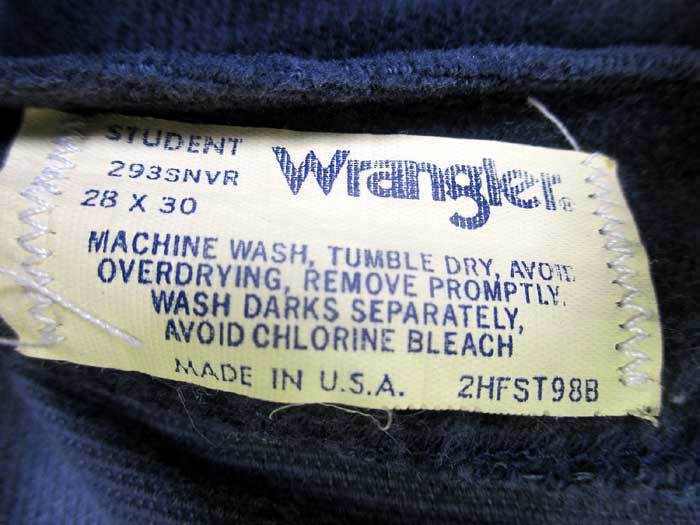 STUDENT
293SNVR
28 X 30
Wrangler®
MACHINE WASH, TUMBLE DRY, AVOID
OVERDRYING, REMOVE PROMPTLY.
WASH DARKS SEPARATELY,
AVOID CHLORINE BLEACH
MADE IN U.S.A.
2HFST98B